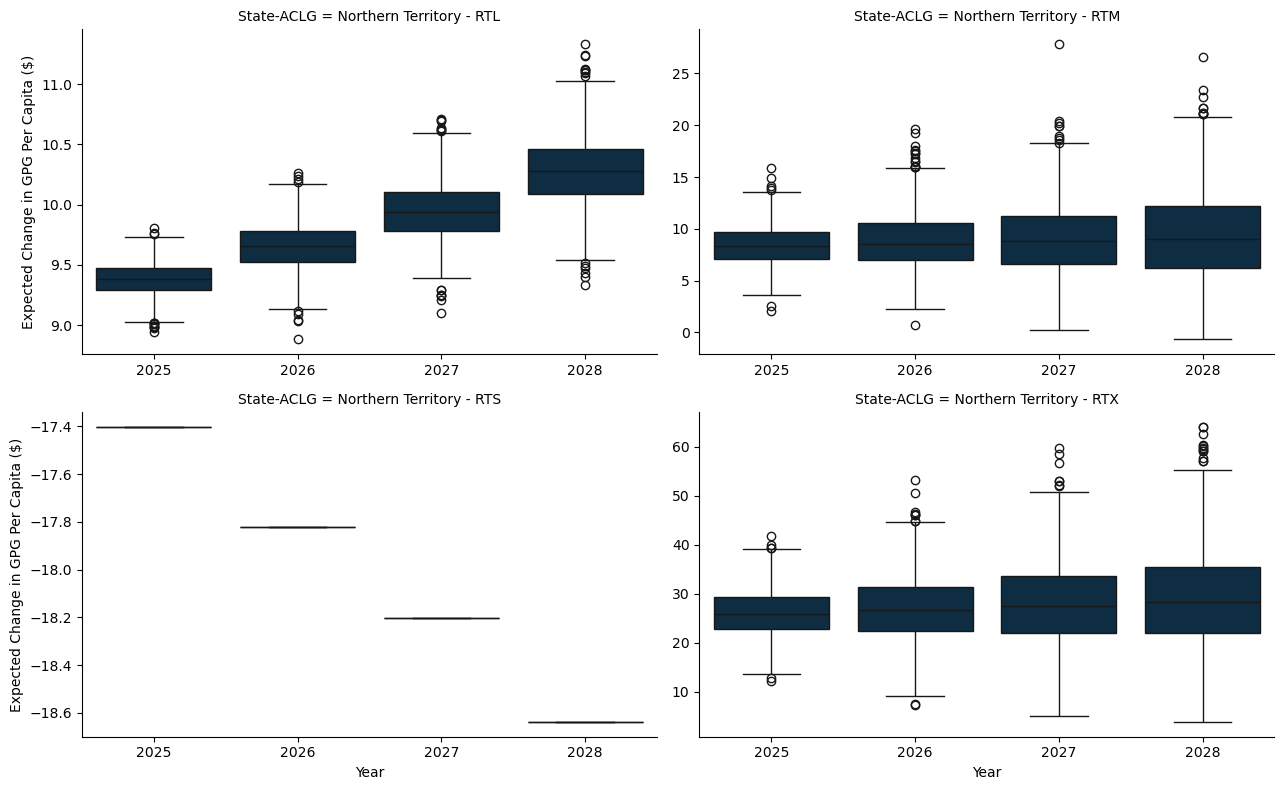 State-ACLG = Northern Territory - RTL
Expected Change in GPG Per Capita ($)
11.0
10.5
10.0
9.5
9.0
2025 2026 2027 2028
State-ACLG = Northern Territory - RTM
25
20
15
10
5
0
2025 2026 2027 2028
State-ACLG = Northern Territory - RTS
Expected Change in GPG Per Capita ($)
−17.4
−17.6
−17.8
−18.0
−18.2
−18.4
−18.6
2025 2026 2027 2028
Year
State-ACLG = Northern Territory - RTX
60
50
40
30
20
10
2025 2026 2027 2028
Year